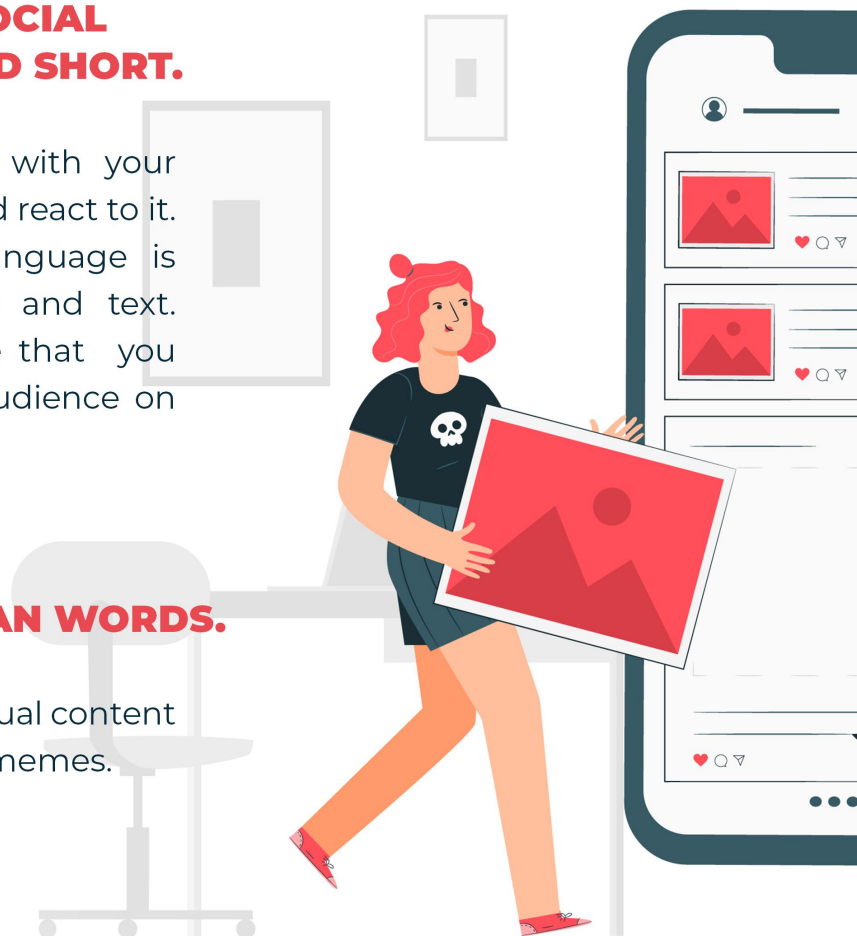 OCIAL
D SHORT.
with your
d react to it.
nguage is
and text.
that you
udience on
AN WORDS.
ual content
memes.